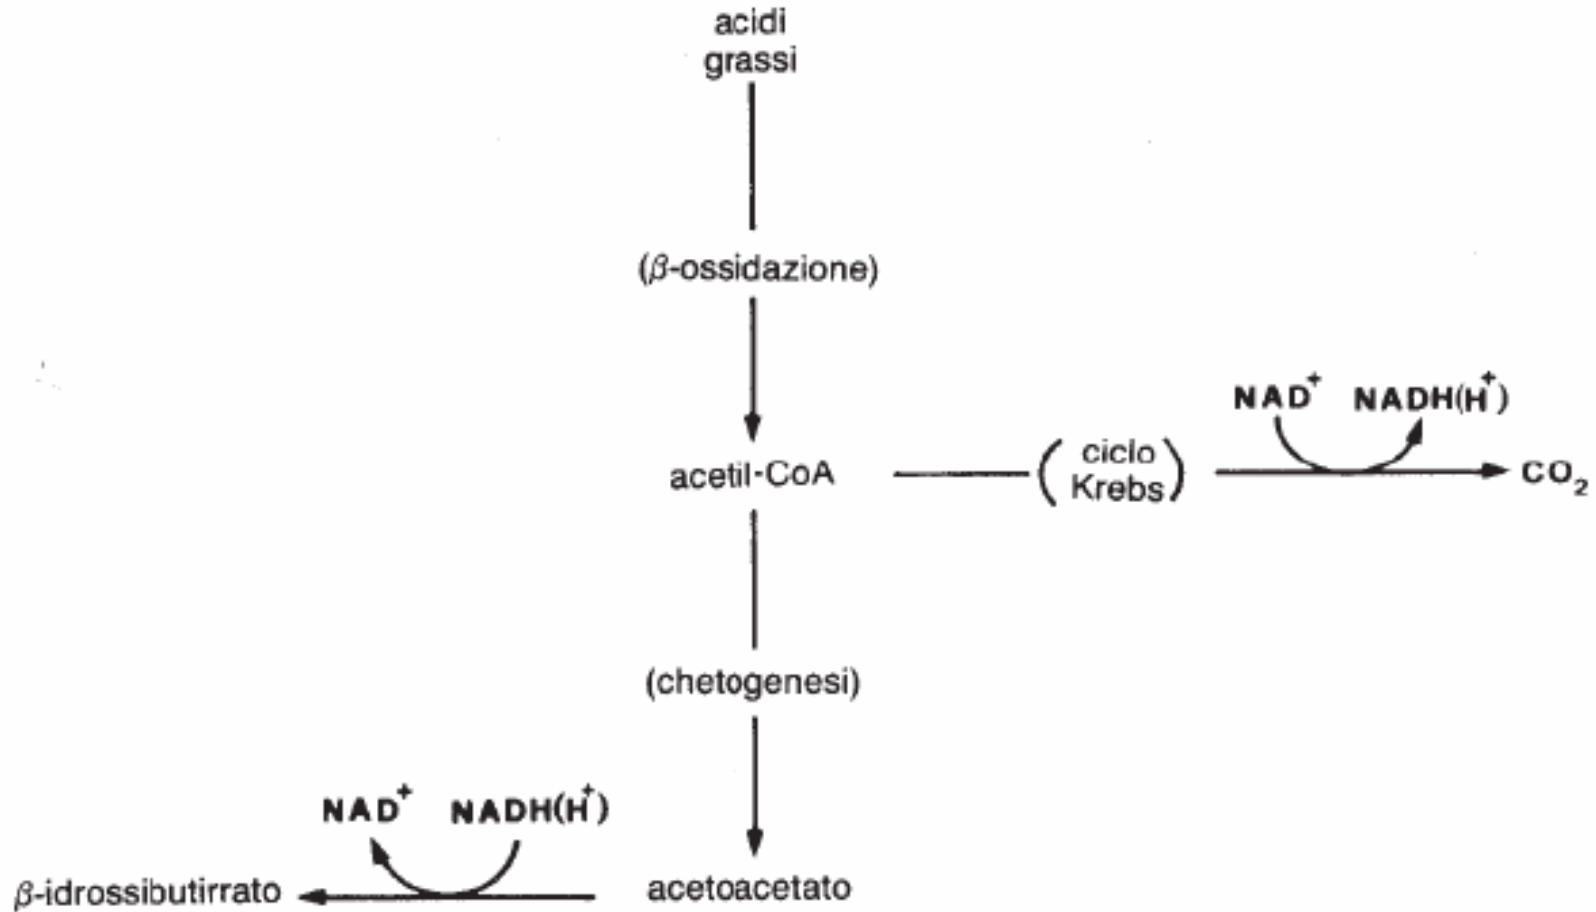 acidi
grassi
(β-ossidazione)
NAD⁺ NADH(H⁺)
acetil-CoA
(ciclo
Krebs)
CO₂
(chetogenesi)
NAD⁺ NADH(H⁺)
β-idrossibutirrato
acetoacetato